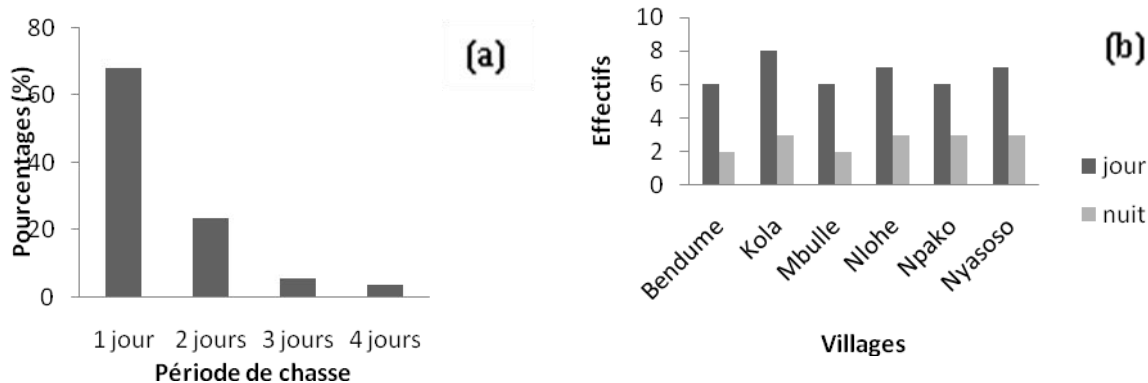 (a)
Pourcentages (%)
80
60
40
20
0
1 jour 2 jours 3 jours 4 jours
Période de chasse
(b)
Effectifs
10
8
6
4
2
0
Bendume Kola Mbulle Nlohe Npako Nyasoso
Villages
jour
nuit